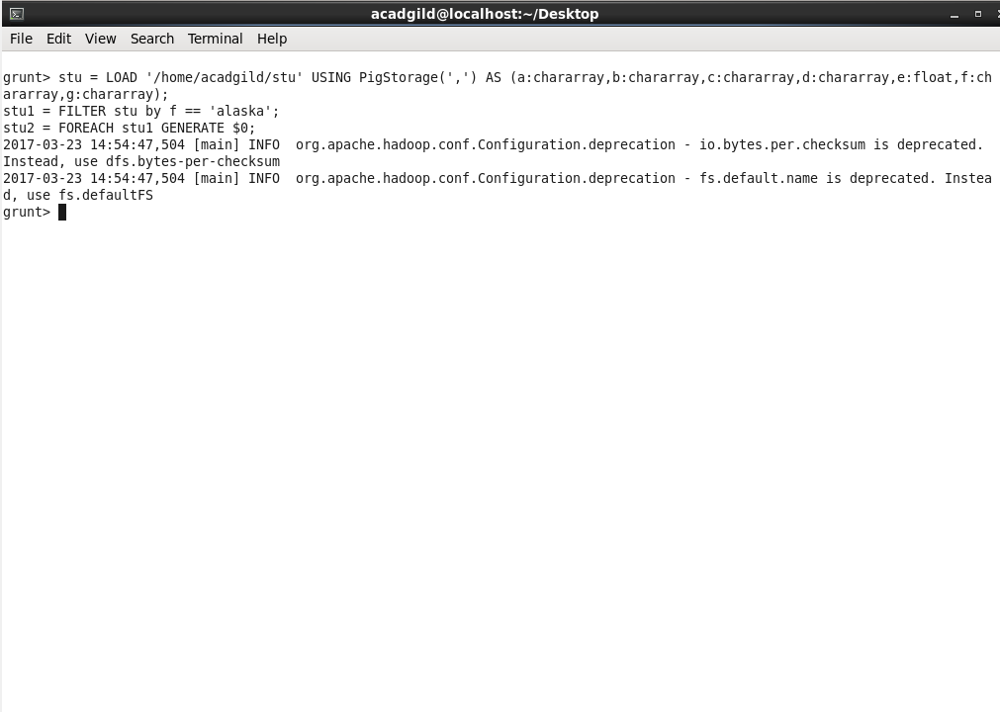 acadgild@localhost:~/Desktop
File Edit View Search Terminal Help
grunt> stu = LOAD '/home/acadgild/stu' USING PigStorage(',') AS (a:chararray,b:chararray,c:chararray,d:chararray,e:float,f:ch
ararray,g:chararray);
stu1 = FILTER stu by f == 'alaska';
stu2 = FOREACH stu1 GENERATE $0;
2017-03-23 14:54:47,504 [main] INFO  org.apache.hadoop.conf.Configuration.deprecation - io.bytes.per.checksum is deprecated.
Instead, use dfs.bytes-per-checksum
2017-03-23 14:54:47,504 [main] INFO  org.apache.hadoop.conf.Configuration.deprecation - fs.default.name is deprecated. Instea
d, use fs.defaultFS
grunt>